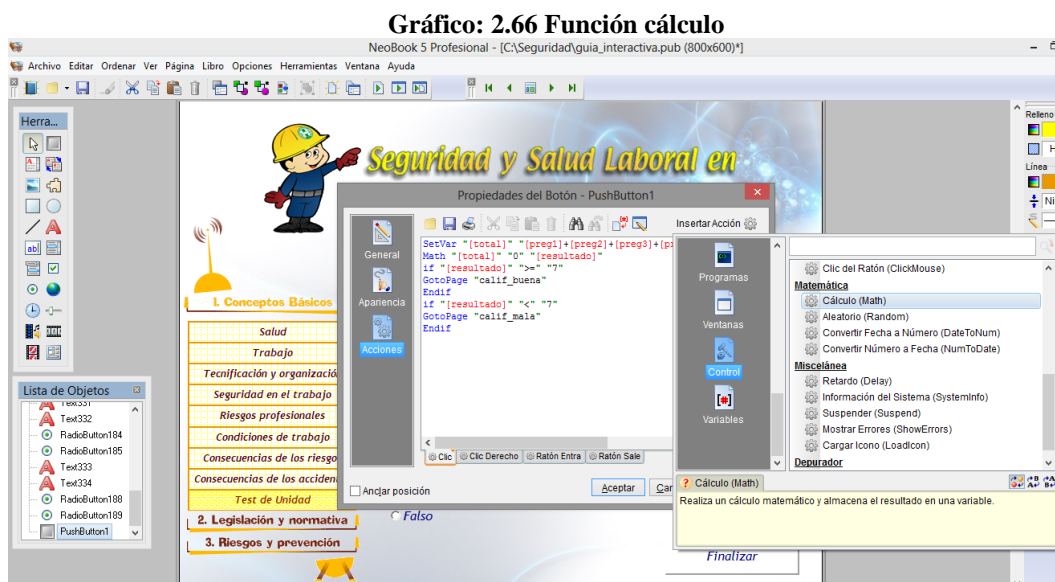 Gráfico: 2.66 Función cálculo
NeoBook 5 Profesional - [C:\Seguridad\guia_interactiva.pub (800x600)*]
Archivo Editar Ordenar Ver Página Libro Opciones Herramientas Ventana Ayuda
Herra...
Seguridad y Salud Laboral en
Relleno
Línea
Propiedades del Botón - PushButton1
General
Apariencia
Acciones
Insertar Acción
SetVar "[total]" "[preg1]+[preg2]+[preg3]+[pr
Math "[total]" "0" "[resultado]"
if "[resultado]" ">=" "7"
GotoPage "calif_buena"
Endif
if "[resultado]" "<" "7"
GotoPage "calif_mala"
Endif
Clic
Clic Derecho
Ratón Entra
Ratón Sale
Anclar posición
Aceptar
Programas
Ventanas
Control
Variables
Clic del Ratón (ClickMouse)
Matemática
Cálculo (Math)
Aleatorio (Random)
Convertir Fecha a Número (DateToNum)
Convertir Número a Fecha (NumToDate)
Miscelánea
Retardo (Delay)
Información del Sistema (SystemInfo)
Suspender (Suspend)
Mostrar Errores (ShowErrors)
Cargar Icono (LoadIcon)
Depurador
? Cálculo (Math)
Realiza un cálculo matemático y almacena el resultado en una variable.
1. Conceptos Básicos
Salud
Trabajo
Tecnificación y organizació
Seguridad en el trabajo
Riesgos profesionales
Condiciones de trabajo
Consecuencias de los riesgo
Consecuencias de los acciden
Test de Unidad
2. Legislación y normativa
3. Riesgos y prevención
Falso
Finalizar
Lista de Objetos
Text331
Text332
RadioButton184
RadioButton185
Text333
Text334
RadioButton188
RadioButton189
PushButton1